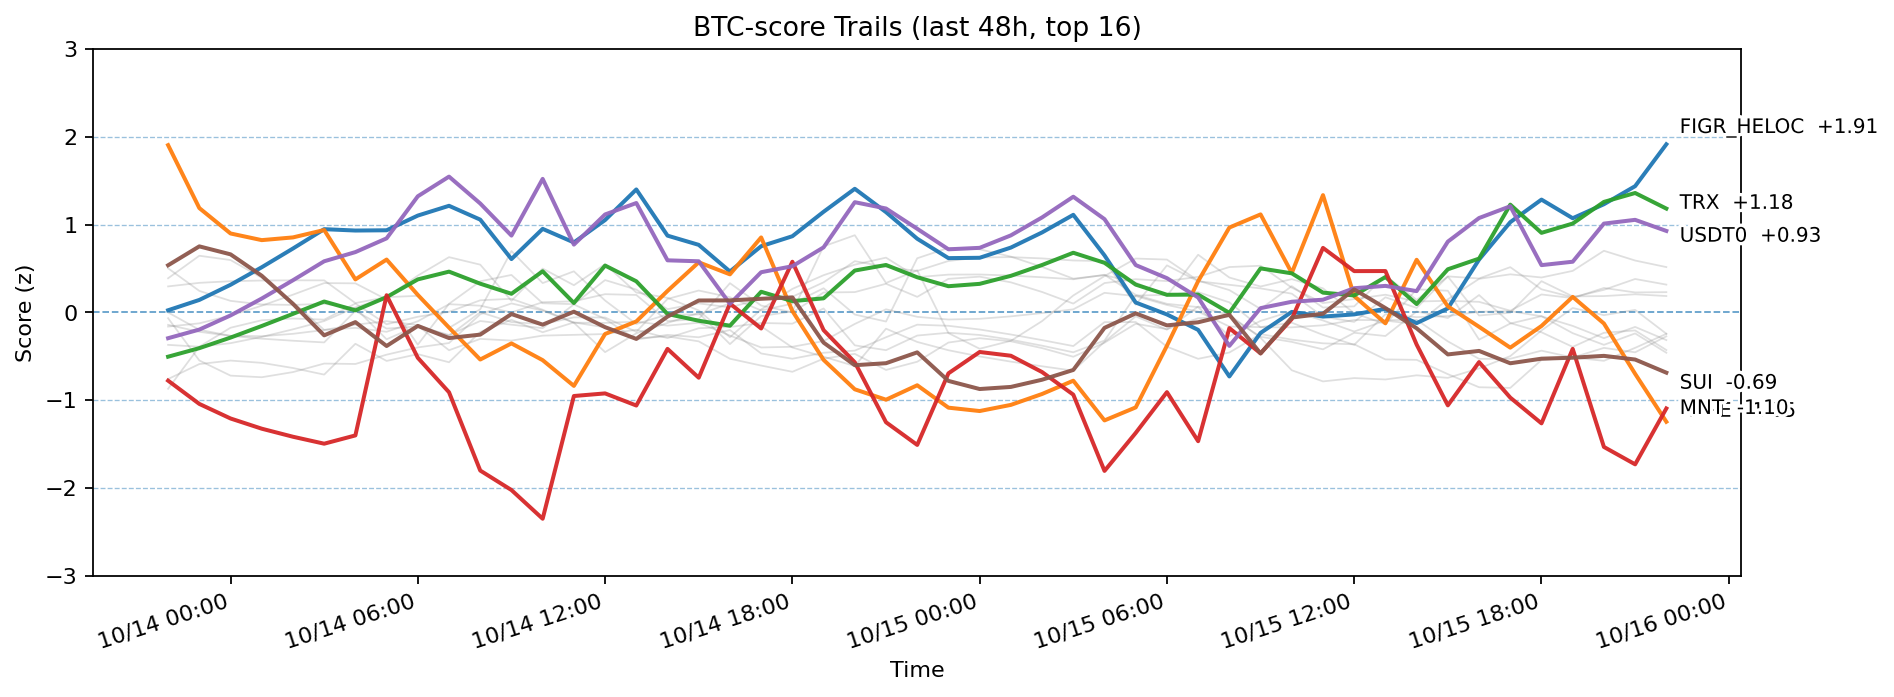 BTC-score Trails (last 48h, top 16)
3
2
1
0
−1
−2
−3
Score (z)
FIGR_HELOC +1.91
TRX +1.18
USDT0 +0.93
SUI -0.69
MNT -1.10
10/14 00:00
10/14 06:00
10/14 12:00
10/14 18:00
10/15 00:00
10/15 06:00
10/15 12:00
10/15 18:00
10/16 00:00
Time